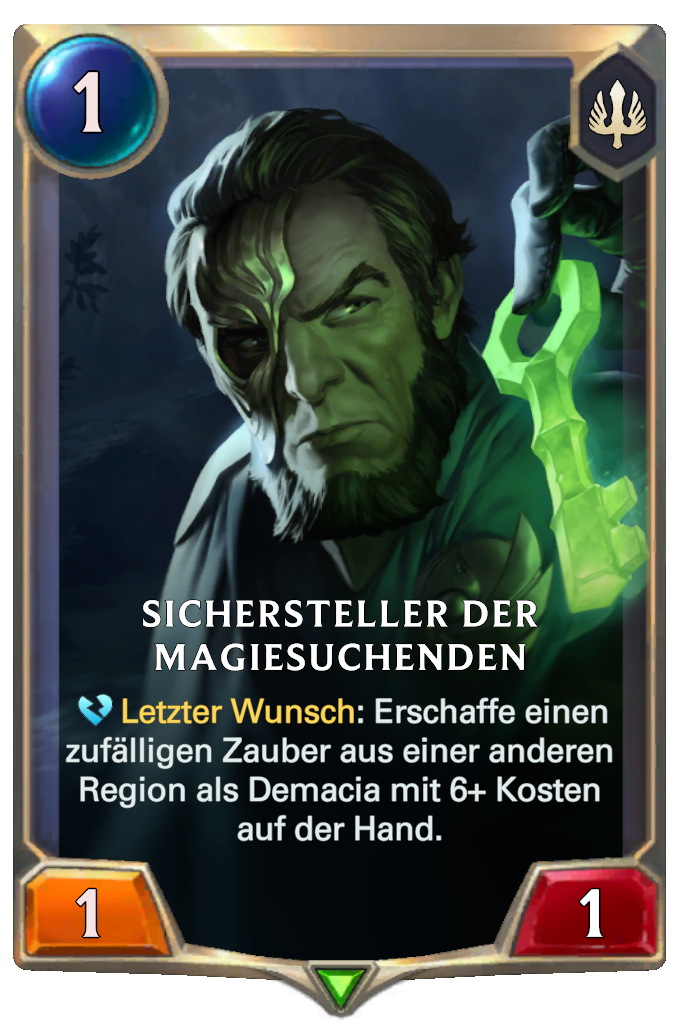 1
SICHERSTELLER DER
MAGIESUCHENDEN
Letzter Wunsch: Erschaffe einen
zufälligen Zauber aus einer anderen
Region als Demacia mit 6+ Kosten
auf der Hand.
1
1